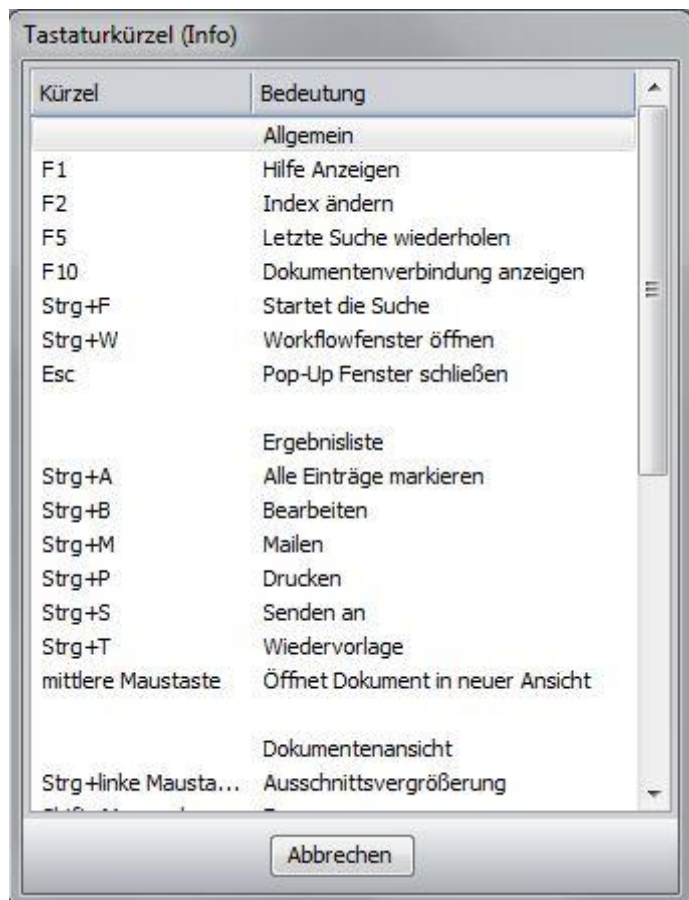 Tastaturkürzel (Info)
Kürzel Bedeutung
Allgemein
F1 Hilfe Anzeigen
F2 Index ändern
F5 Letzte Suche wiederholen
F10 Dokumentenverbindung anzeigen
Strg+F Startet die Suche
Strg+W Workflowfenster öffnen
Esc Pop-Up Fenster schließen
Ergebnisliste
Strg+A Alle Einträge markieren
Strg+B Bearbeiten
Strg+M Mailen
Strg+P Drucken
Strg+S Senden an
Strg+T Wiedervorlage
mittlere Maustaste Öffnet Dokument in neuer Ansicht
Dokumentenansicht
Strg+linke Mausta... Ausschnittsvergrößerung
Abbrechen